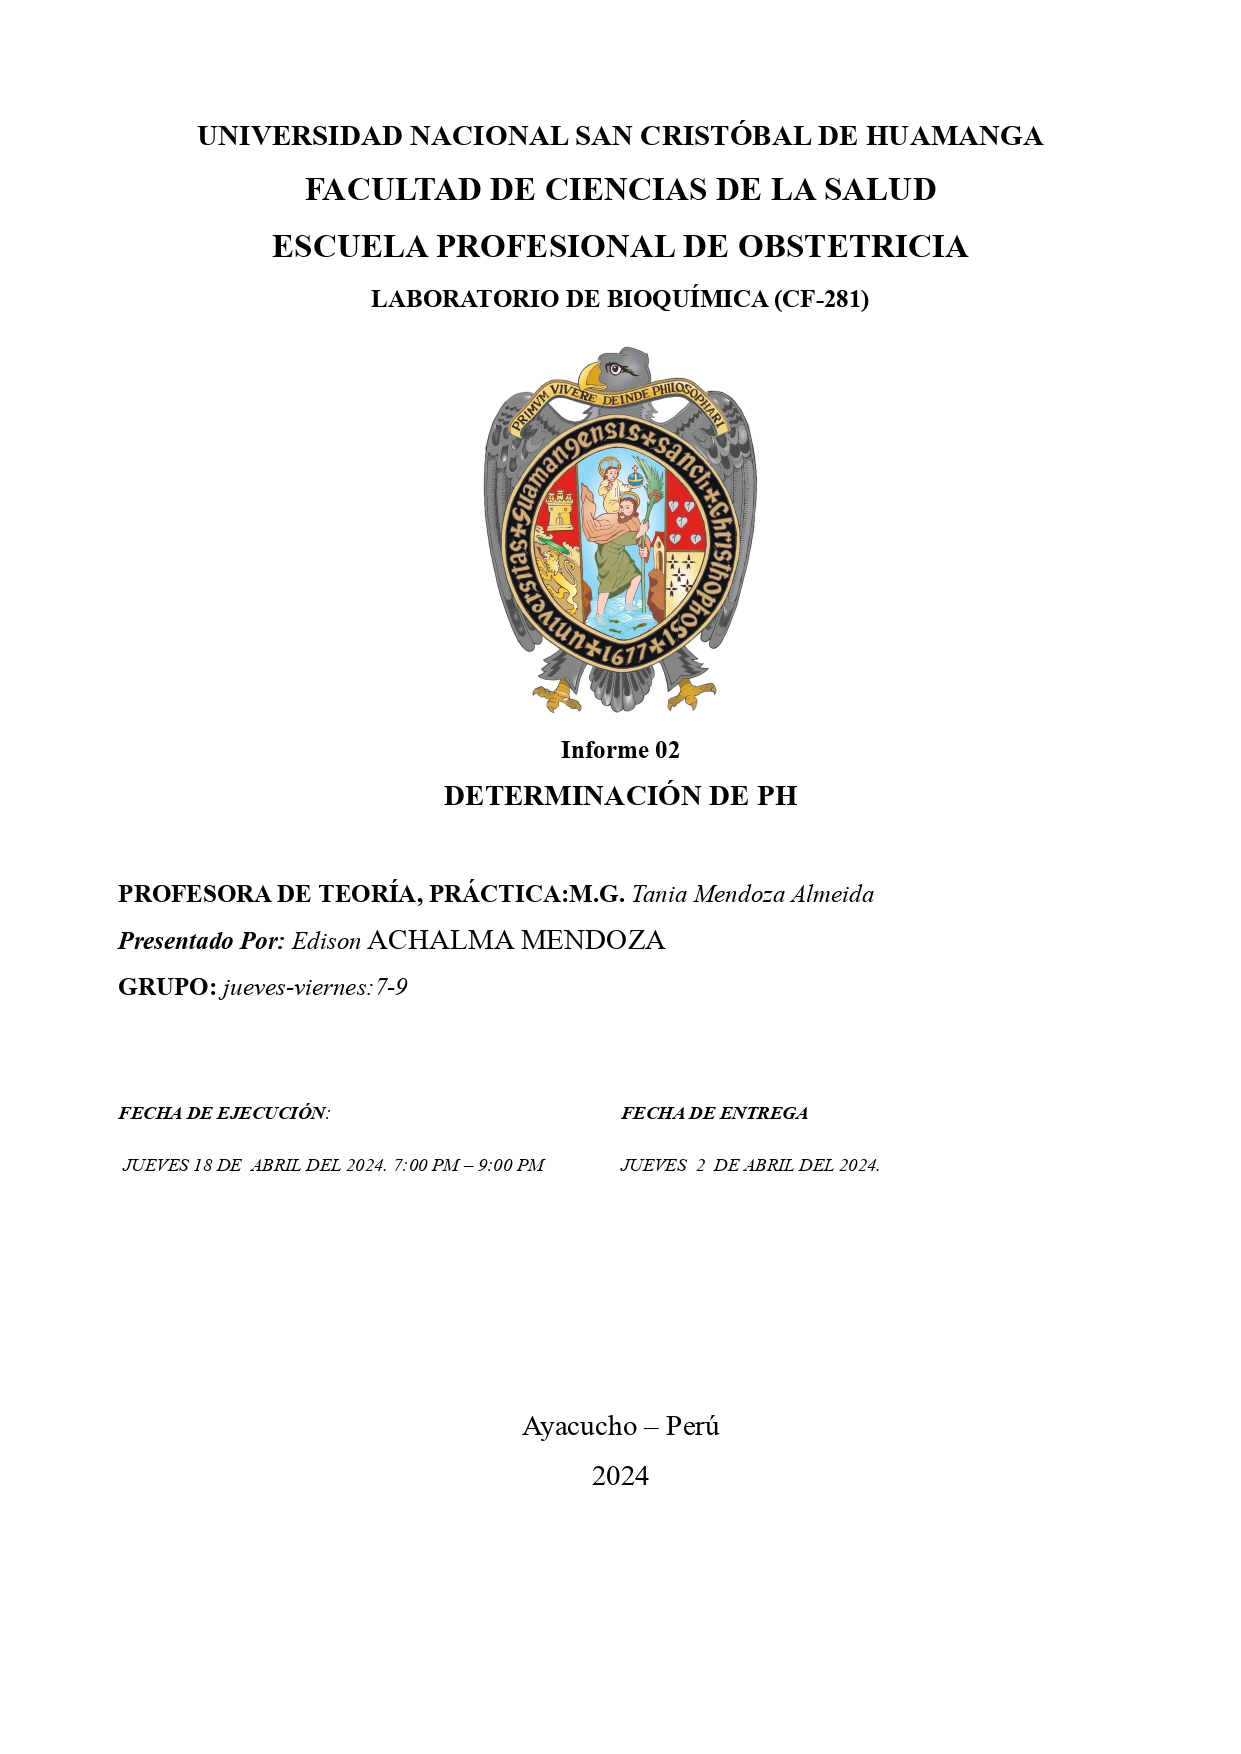 UNIVERSIDAD NACIONAL SAN CRISTÓBAL DE HUAMANGA
FACULTAD DE CIENCIAS DE LA SALUD
ESCUELA PROFESIONAL DE OBSTETRICIA
LABORATORIO DE BIOQUÍMICA (CF-281)
PRIMVM VIVERE DEINDE PHILOSOPHARI
universitas + Guamangensis + sancti + Christhophosi + 1677 +
Informe 02
DETERMINACIÓN DE PH
PROFESORA DE TEORÍA, PRÁCTICA:M.G. Tania Mendoza Almeida
Presentado Por: Edison ACHALMA MENDOZA
GRUPO: jueves-viernes:7-9
FECHA DE EJECUCIÓN: FECHA DE ENTREGA
JUEVES 18 DE ABRIL DEL 2024. 7:00 PM – 9:00 PM JUEVES 2 DE ABRIL DEL 2024.
Ayacucho – Perú
2024